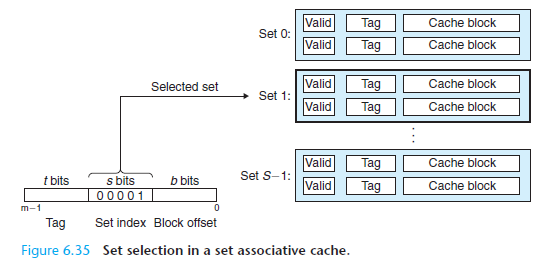 Set 0:
Valid Tag Cache block
Valid Tag Cache block
Selected set
Set 1:
Valid Tag Cache block
Valid Tag Cache block
...
Set S–1:
Valid Tag Cache block
Valid Tag Cache block
t bits s bits b bits
0 0 0 0 1
m–1 0
Tag Set index Block offset
Figure 6.35 Set selection in a set associative cache.